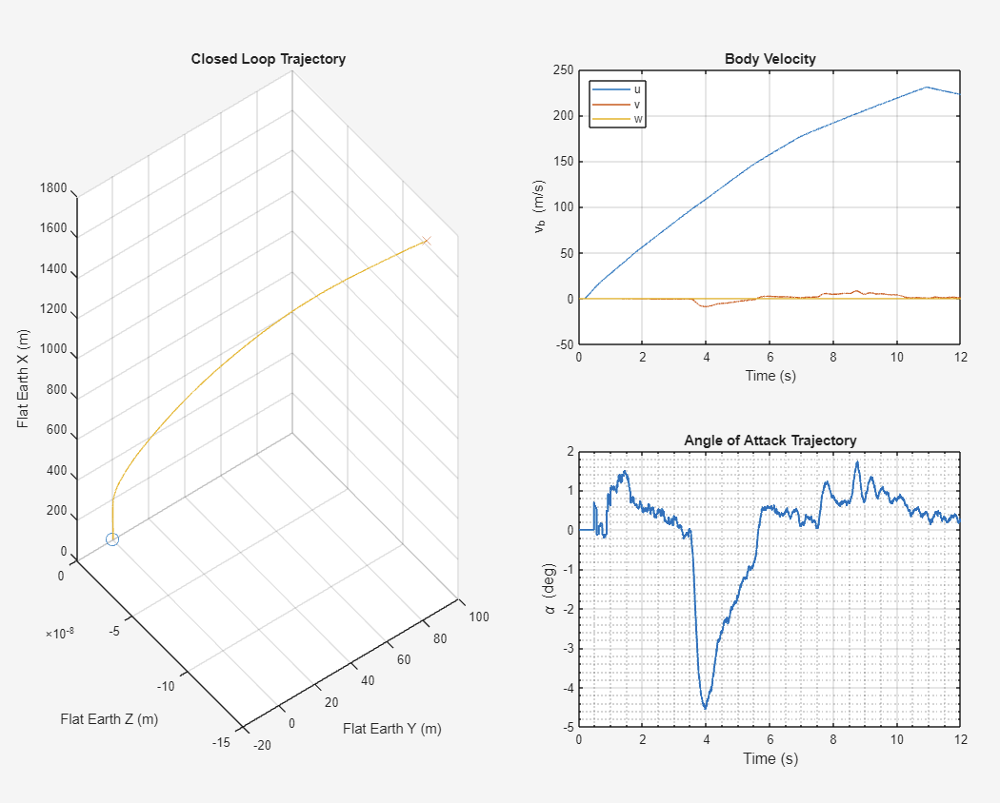 Closed Loop Trajectory
1800
1600
1400
1200
1000
800
600
400
200
0
Flat Earth X (m)
0
-5
-10
-15
×10-8
Flat Earth Z (m)
-20
0
20
40
60
80
100
Flat Earth Y (m)
Body Velocity
250
200
150
100
50
0
-50
vb (m/s)
u
v
w
0 2 4 6 8 10 12
Time (s)
Angle of Attack Trajectory
2
1
0
-1
-2
-3
-4
-5
α (deg)
0 2 4 6 8 10 12
Time (s)